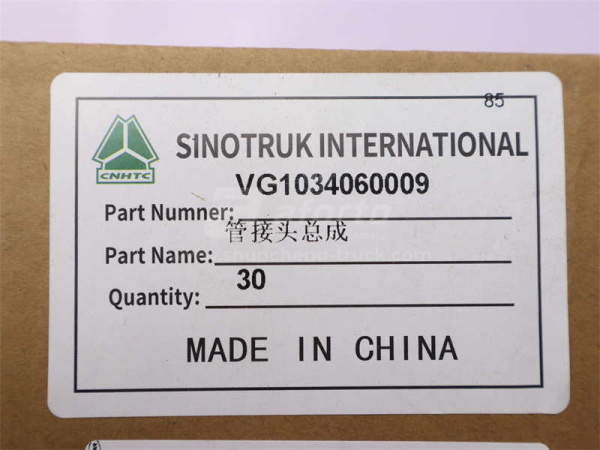 85
CNHTC
SINOTRUK INTERNATIONAL
VG1034060009
Part Numner:
管接头总成
Part Name:
30
Quantity:
MADE IN CHINA